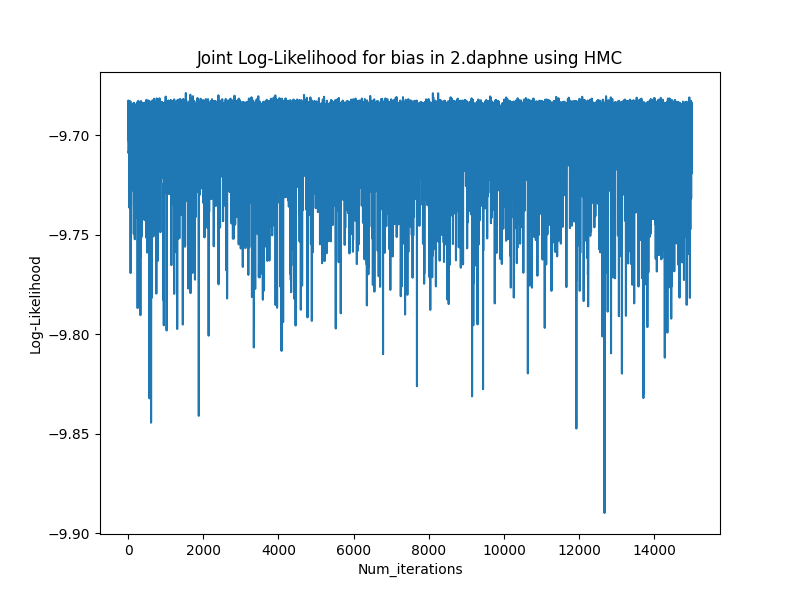 Joint Log-Likelihood for bias in 2.daphne using HMC
Log-Likelihood
−9.70
−9.75
−9.80
−9.85
−9.90
0 2000 4000 6000 8000 10000 12000 14000
Num_iterations